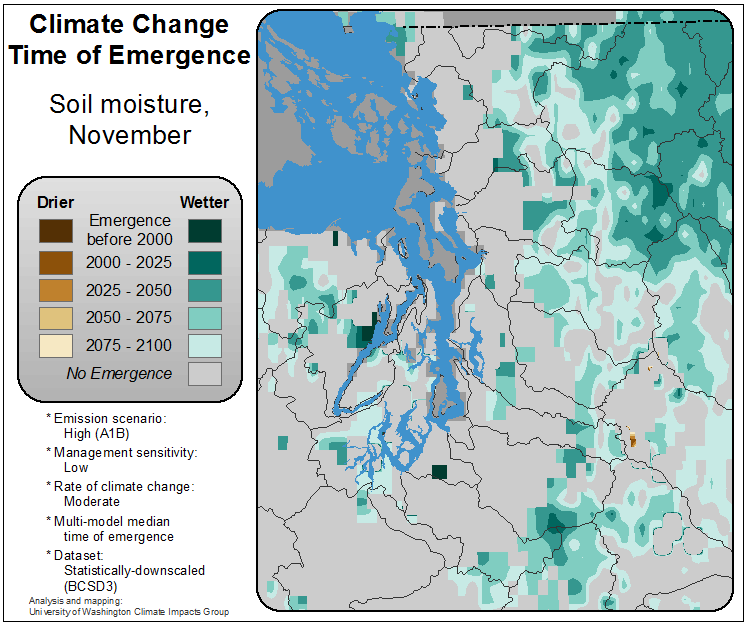 Climate Change
Time of Emergence
Soil moisture,
November
Drier Wetter
Emergence
before 2000
2000 - 2025
2025 - 2050
2050 - 2075
2075 - 2100
No Emergence
* Emission scenario:
High (A1B)
* Management sensitivity:
Low
* Rate of climate change:
Moderate
* Multi-model median
time of emergence
* Dataset:
Statistically-downscaled
(BCSD3)
Analysis and mapping:
University of Washington Climate Impacts Group